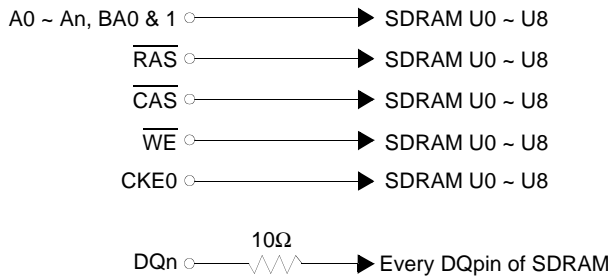 A0 ~ An, BA0 & 1 SDRAM U0 ~ U8
RAS SDRAM U0 ~ U8
CAS SDRAM U0 ~ U8
WE SDRAM U0 ~ U8
CKE0 SDRAM U0 ~ U8
10Ω
DQn Every DQpin of SDRAM